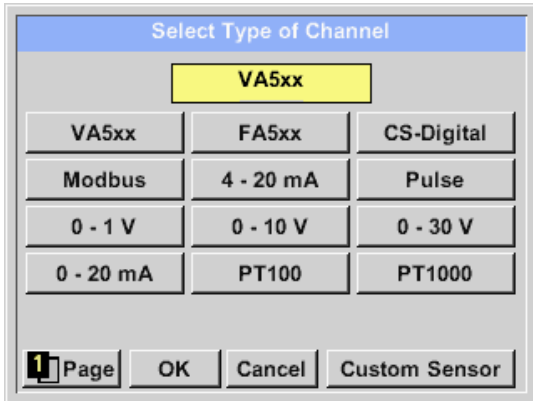 Select Type of Channel
VA5xx
VA5xx FA5xx CS-Digital
Modbus 4 - 20 mA Pulse
0 - 1 V 0 - 10 V 0 - 30 V
0 - 20 mA PT100 PT1000
1 Page OK Cancel Custom Sensor